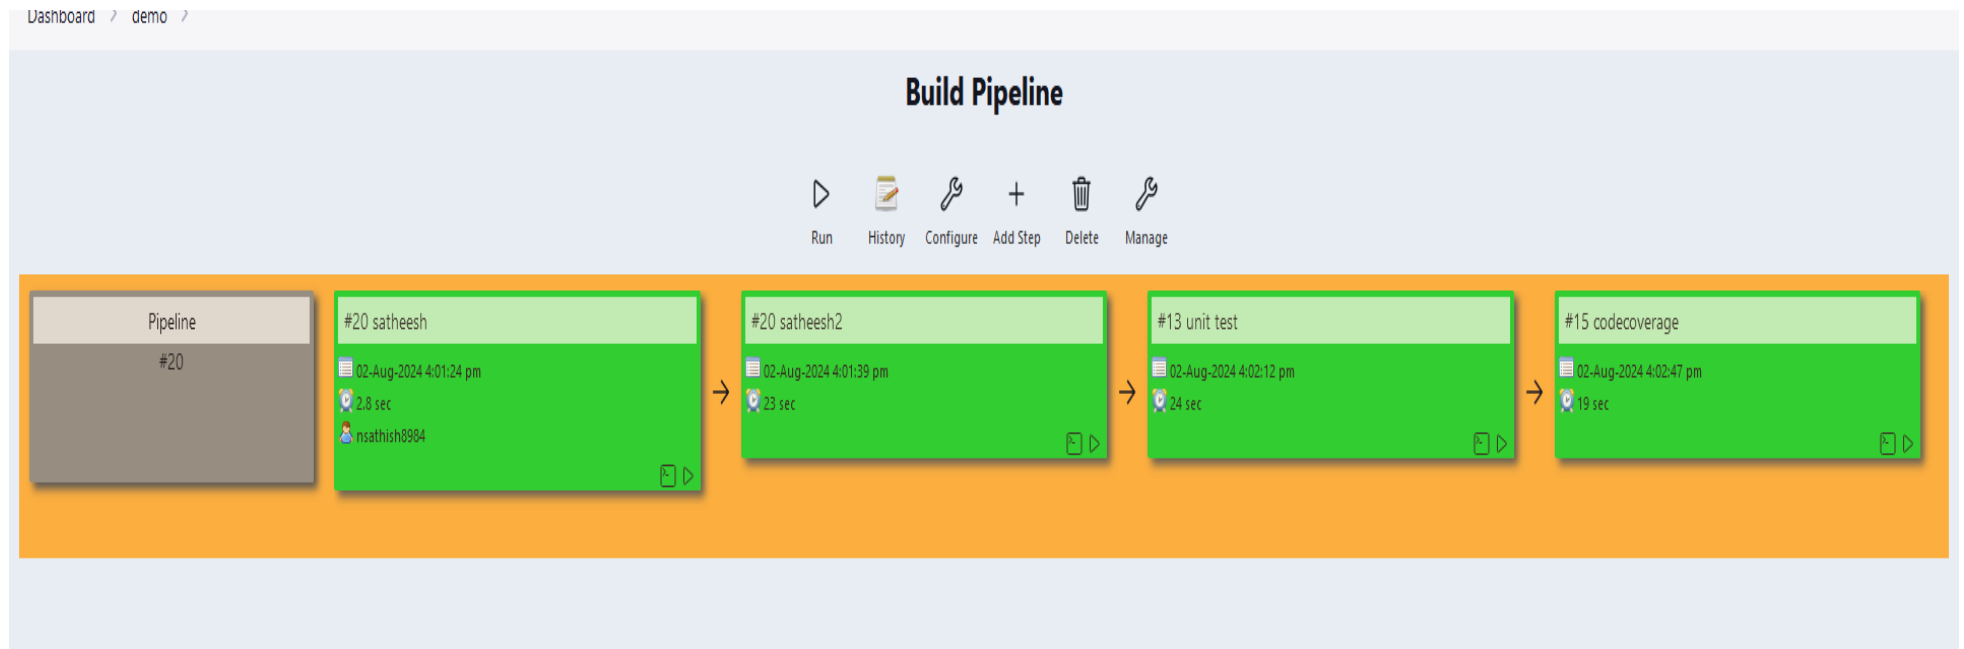 Dashboard > demo >
Build Pipeline
Run History Configure Add Step Delete Manage
Pipeline
#20
#20 satheesh
02-Aug-2024 4:01:24 pm
2.8 sec
nsathish8984
#20 satheesh2
02-Aug-2024 4:01:39 pm
23 sec
#13 unit test
02-Aug-2024 4:02:12 pm
24 sec
#15 codecoverage
02-Aug-2024 4:02:47 pm
19 sec